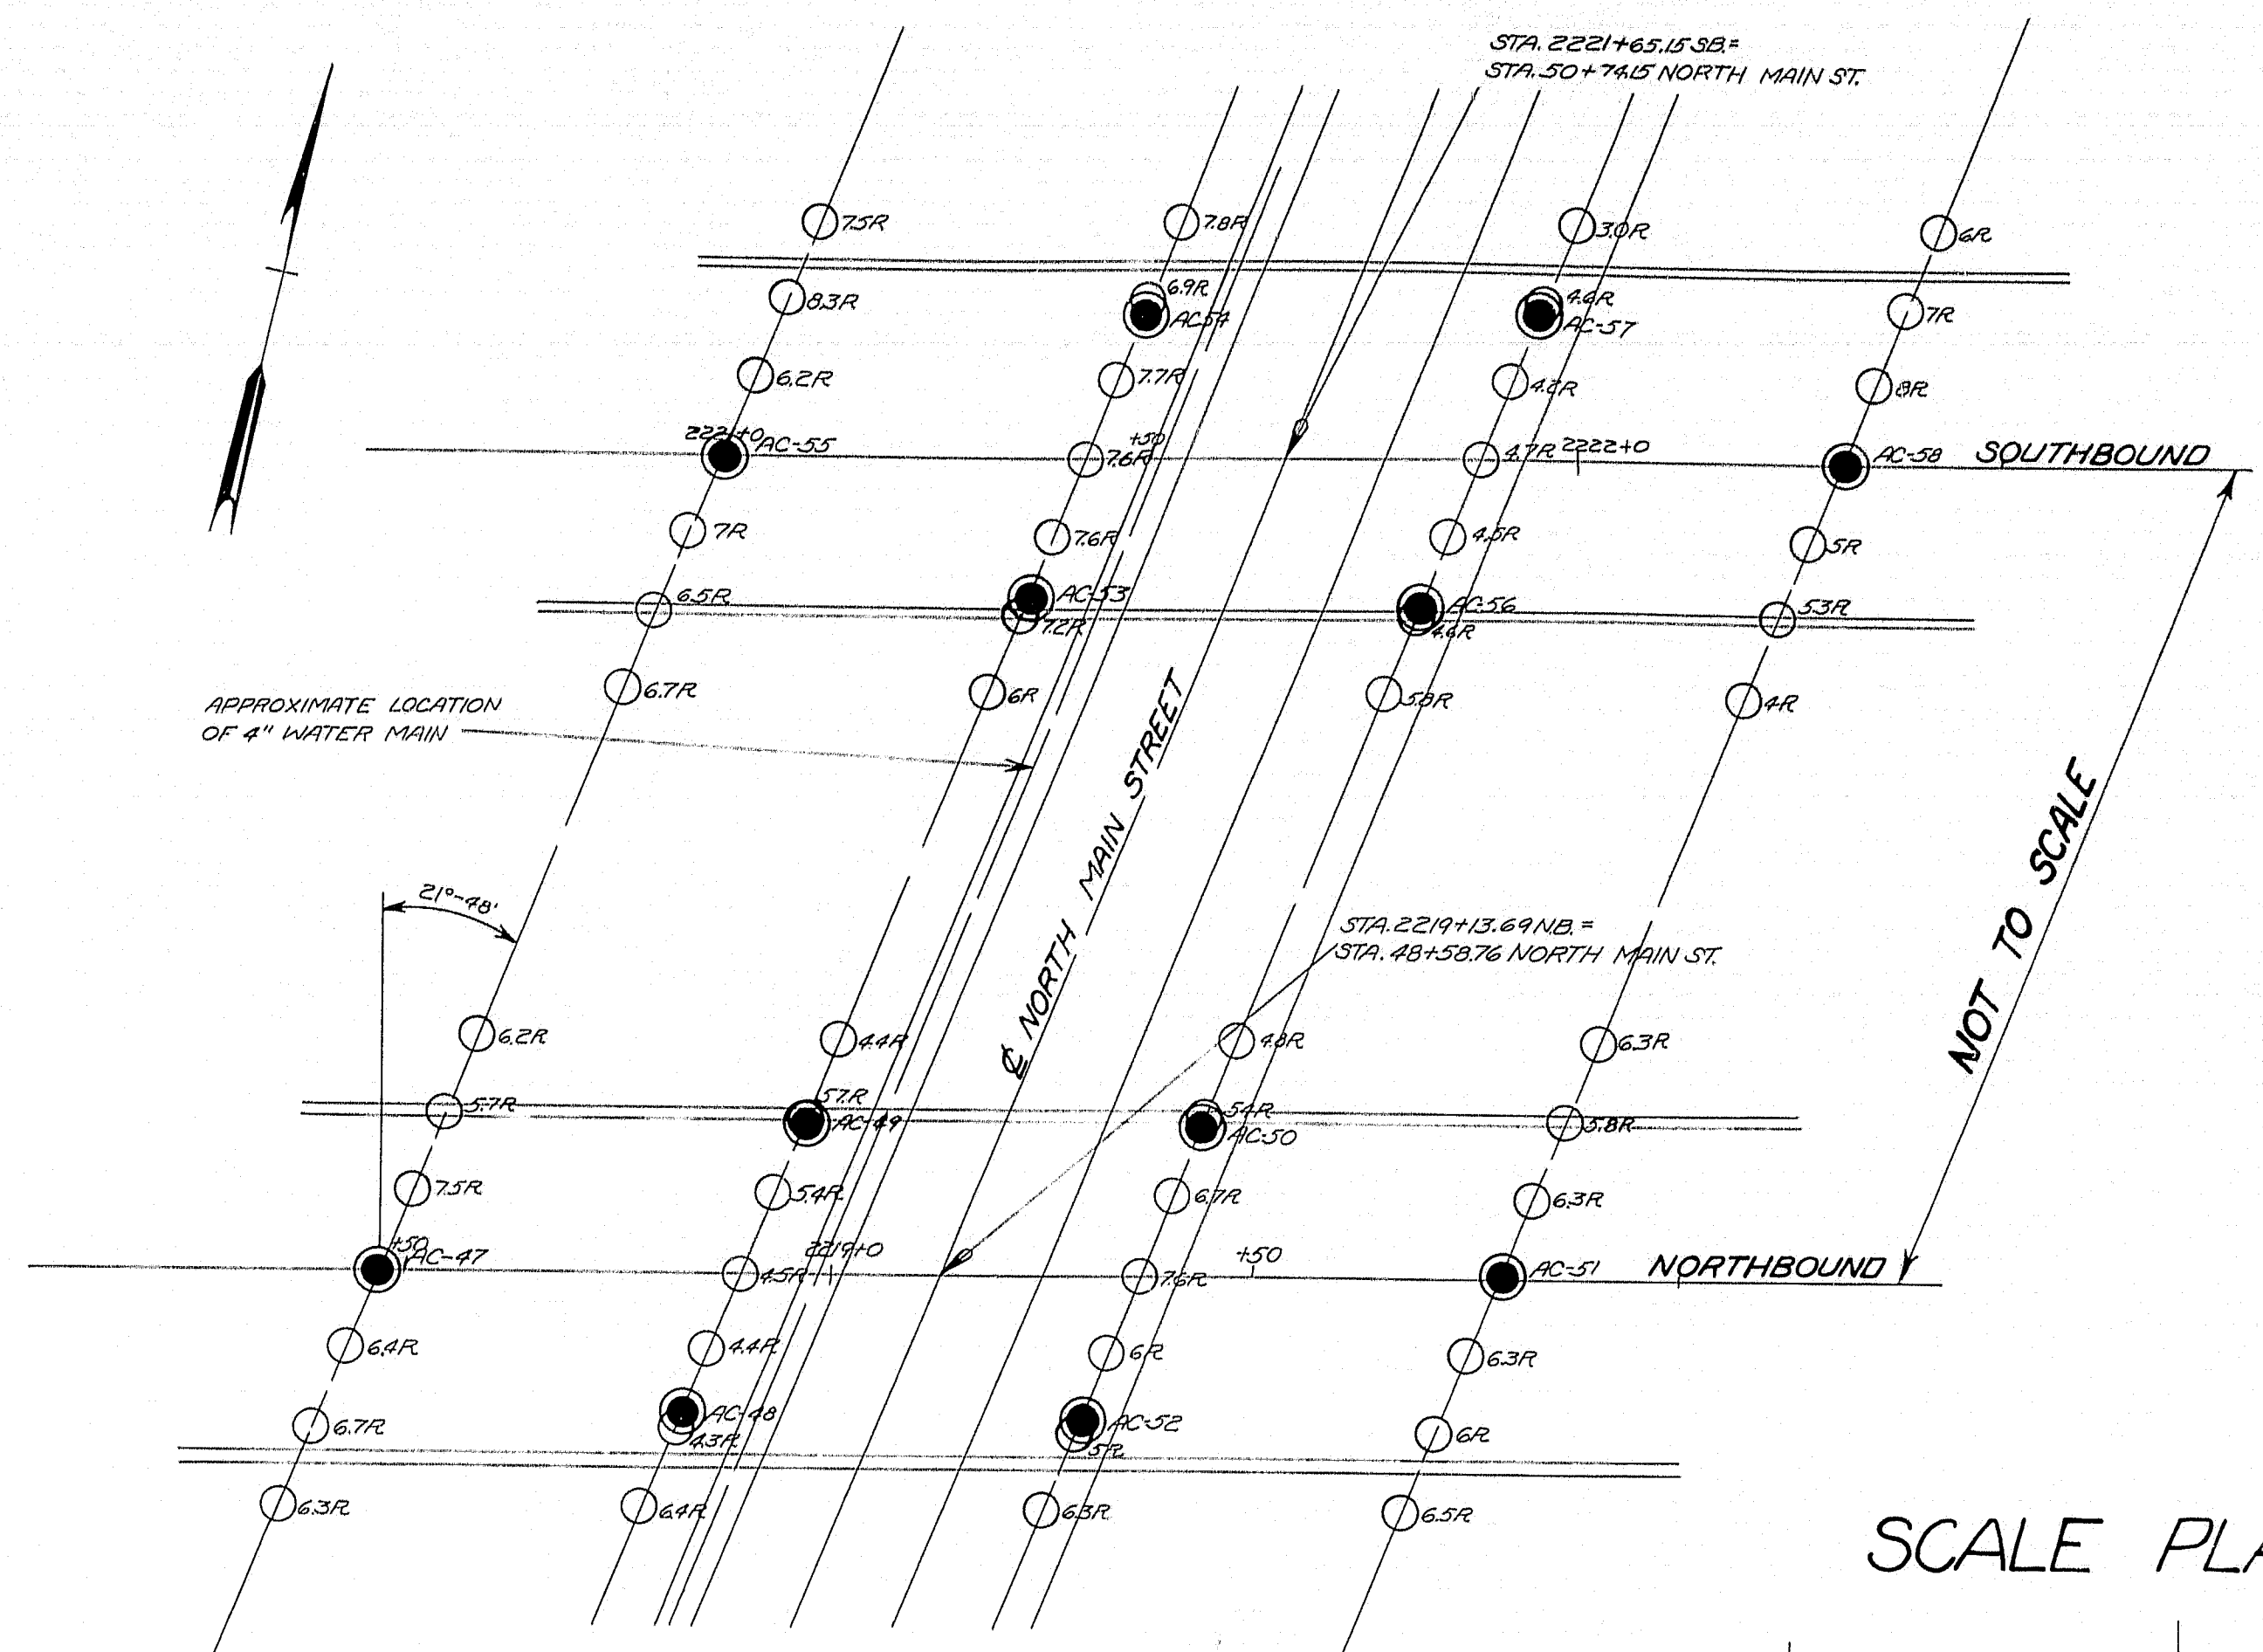 STA. 2221+65.15 SB.=
STA. 50+74.15 NORTH MAIN ST.
7.5R
7.8R
3.0R
6R
8.3R
6.9R
AC-54
4.6R
AC-57
7R
6.2R
7.7R
4.2R
8R
2221+0
AC-55
7.6R
+50
4.7R
2222+0
AC-58
SOUTHBOUND
7R
7.6R
4.5R
5R
6.5R
AC-53
7.2R
AC-56
4.6R
5.3R
6.7R
6R
5.8R
4R
APPROXIMATE LOCATION
OF 4" WATER MAIN
℄ NORTH MAIN STREET
NOT TO SCALE
21°-48'
STA. 2219+13.69 N.B. =
STA. 48+58.76 NORTH MAIN ST.
6.2R
4.4R
4.8R
6.3R
5.7R
5.7.R
AC-49
5.4R
AC-50
5.8R
7.5R
5.4R
6.7R
6.3R
+50
AC-47
4.5R
2219+0
7.6R
+50
AC-51
NORTHBOUND
6.4R
4.4R
6R
6.3R
6.7R
AC-48
4.3R
AC-52
5R
6R
6.3R
6.4R
6.3R
6.5R
SCALE PLA